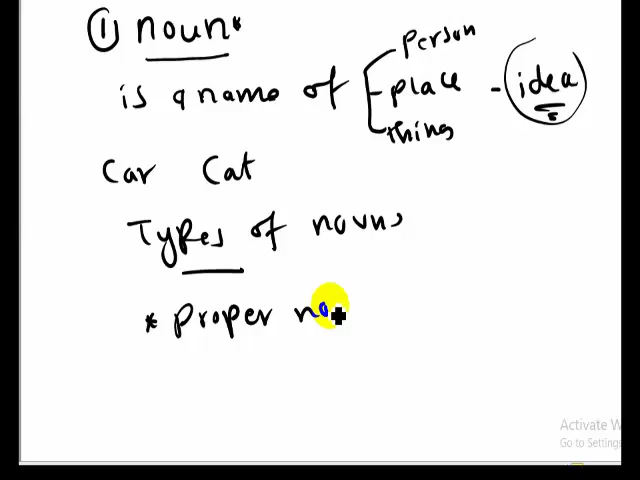 ① noun*
person
is a name of place - idea
thing
Car Cat
Types of nouns
* Proper no
Activate W
Go to Settings